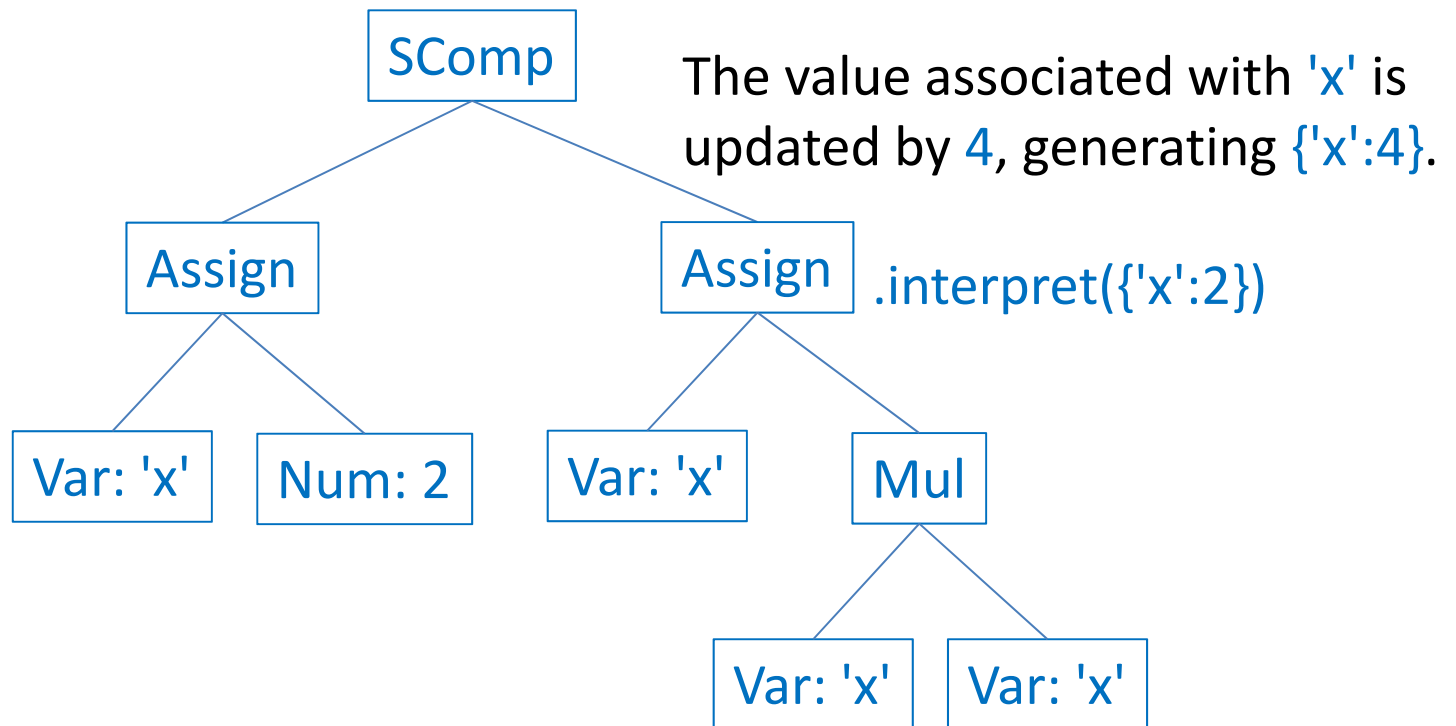 SComp
The value associated with 'x' is
updated by 4, generating {'x':4}.
Assign
Assign
.interpret({'x':2})
Var: 'x'
Num: 2
Var: 'x'
Mul
Var: 'x'
Var: 'x'